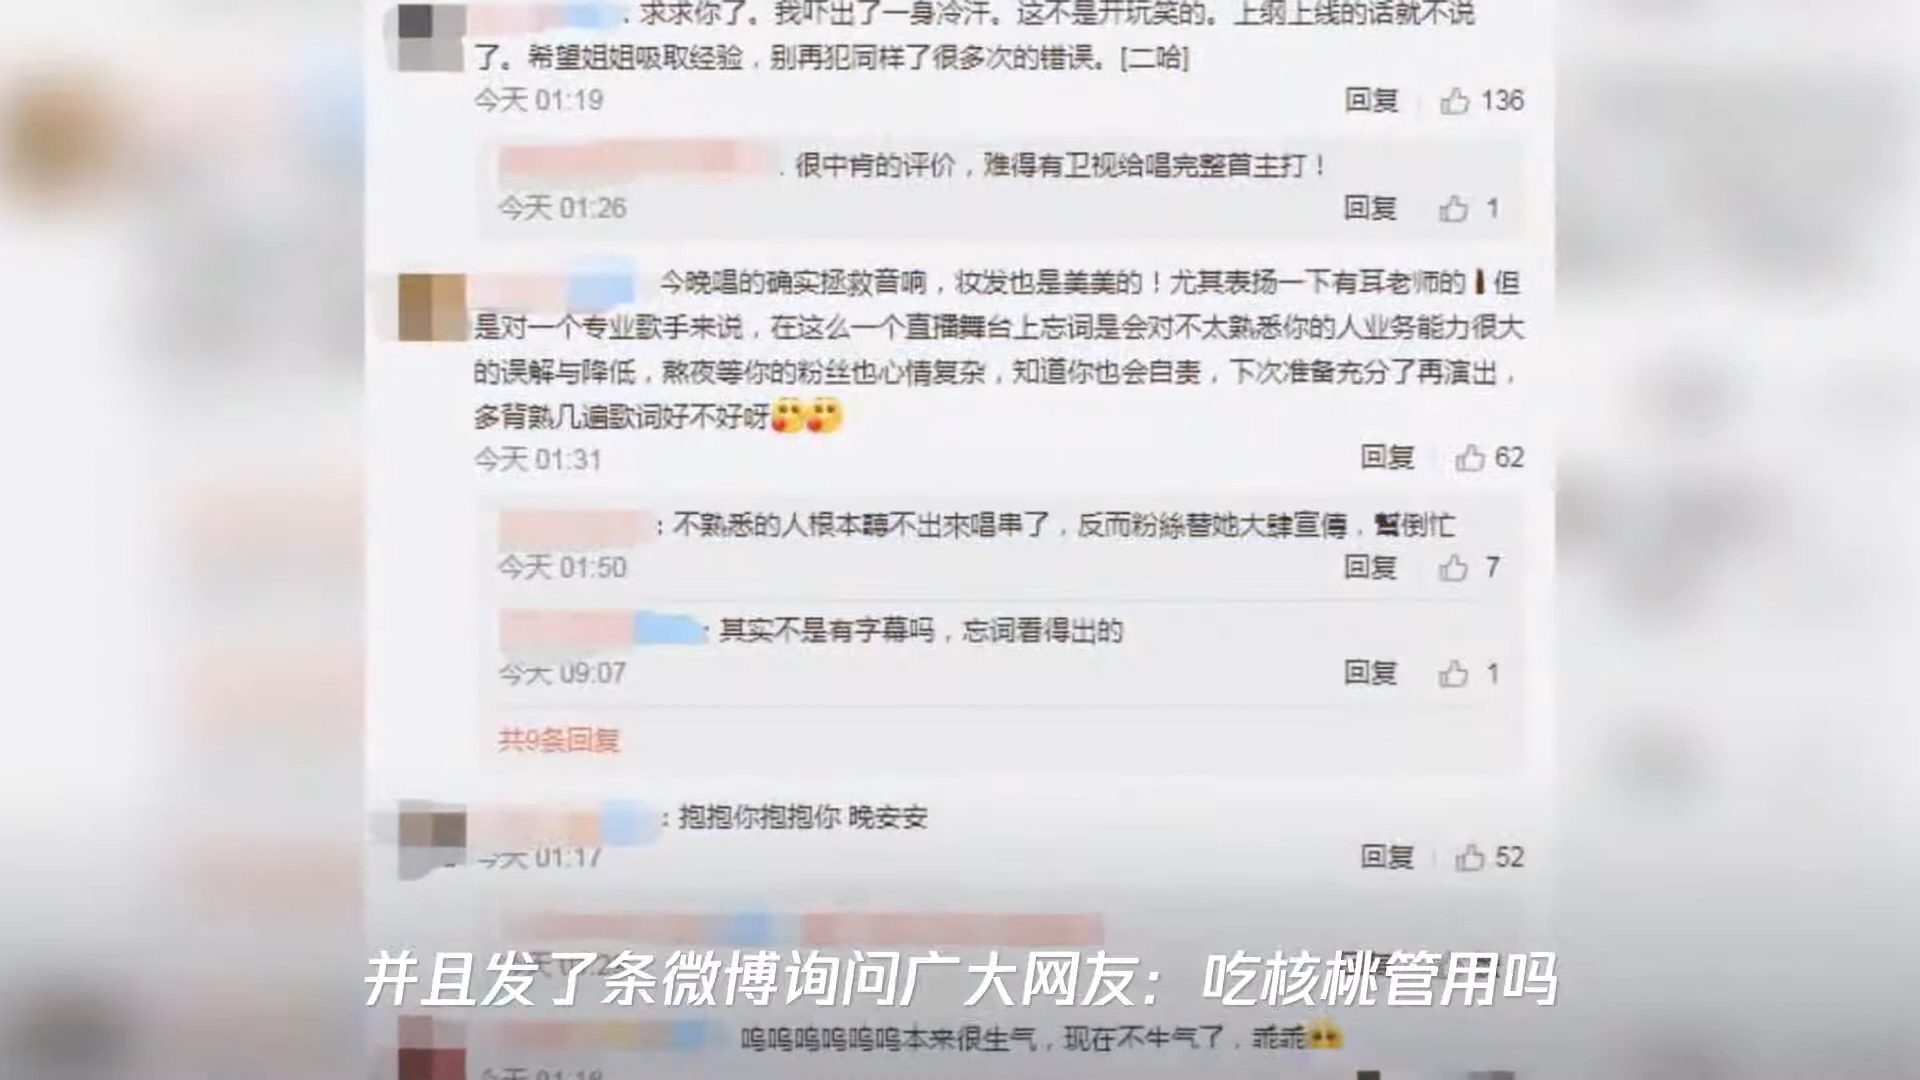 求求你了。我吓出了一身冷汗。这不是开玩笑的。上纲上线的话就不说
了。希望姐姐吸取经验，别再犯同样了很多次的错误。[二哈]
今天 01:19 回复 136
很中肯的评价，难得有卫视给唱完整首主打！
今天 01:26 回复 1
今晚唱的确实拯救音响，妆发也是美美的！尤其表扬一下有耳老师的 但
是对一个专业歌手来说，在这么一个直播舞台上忘词是会对不太熟悉你的人业务能力很大
的误解与降低，熬夜等你的粉丝也心情复杂，知道你也会自责，下次准备充分了再演出，
多背熟几遍歌词好不好呀
今天 01:31 回复 62
：不熟悉的人根本聽不出來唱串了，反而粉絲替她大肆宣傳，幫倒忙
今天 01:50 回复 7
：其实不是有字幕吗，忘词看得出的
今天 09:07 回复 1
共9条回复
：抱抱你抱抱你 晚安安
今天 01:17 回复 52
并且发了条微博询问广大网友：吃核桃管用吗
呜呜呜呜呜呜本来很生气，现在不生气了，乖乖
今天 01:18